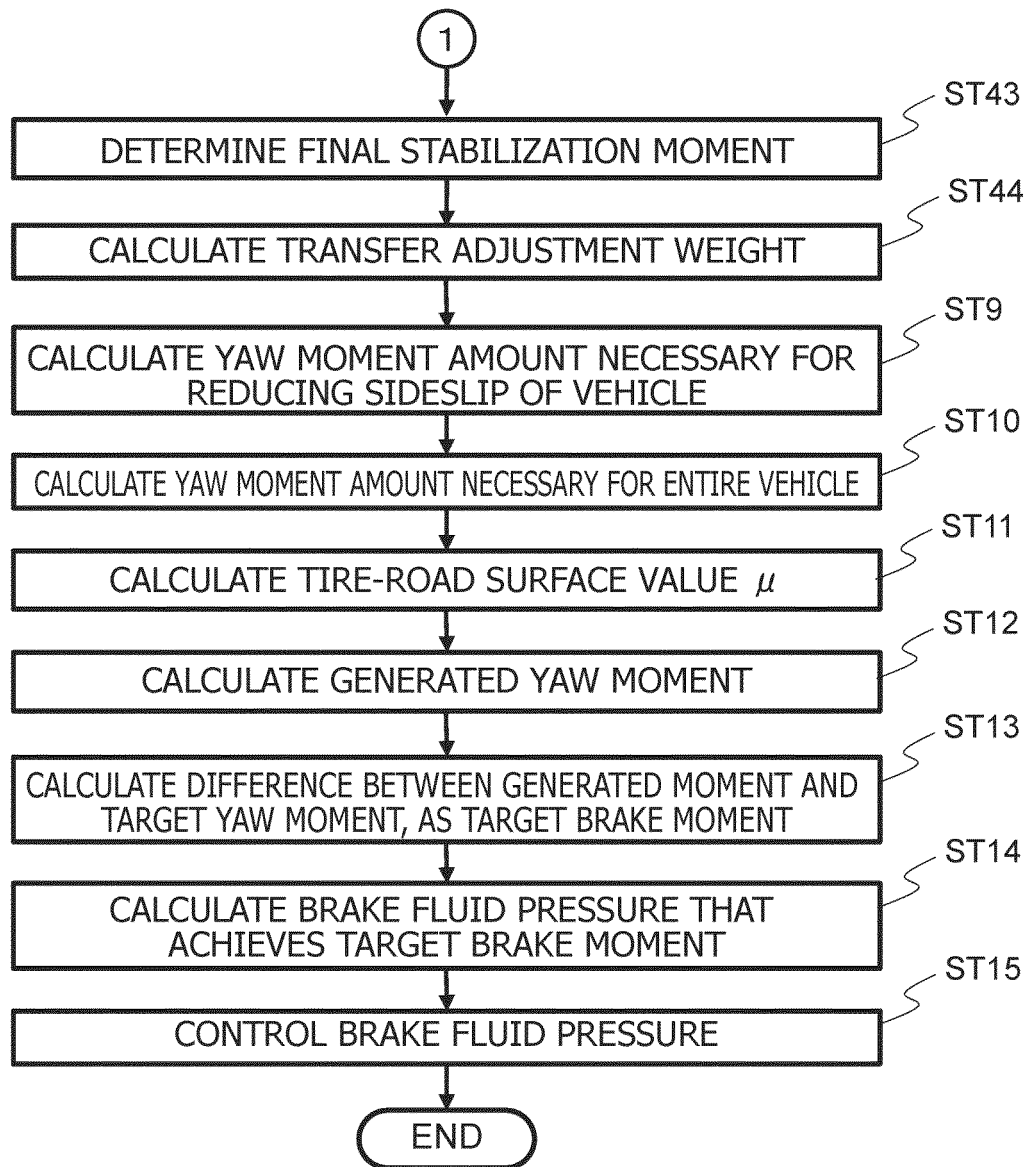 1
ST43
DETERMINE FINAL STABILIZATION MOMENT
ST44
CALCULATE TRANSFER ADJUSTMENT WEIGHT
ST9
CALCULATE YAW MOMENT AMOUNT NECESSARY FOR
REDUCING SIDESLIP OF VEHICLE
ST10
CALCULATE YAW MOMENT AMOUNT NECESSARY FOR ENTIRE VEHICLE
ST11
CALCULATE TIRE-ROAD SURFACE VALUE μ
ST12
CALCULATE GENERATED YAW MOMENT
ST13
CALCULATE DIFFERENCE BETWEEN GENERATED MOMENT AND
TARGET YAW MOMENT, AS TARGET BRAKE MOMENT
ST14
CALCULATE BRAKE FLUID PRESSURE THAT
ACHIEVES TARGET BRAKE MOMENT
ST15
CONTROL BRAKE FLUID PRESSURE
END